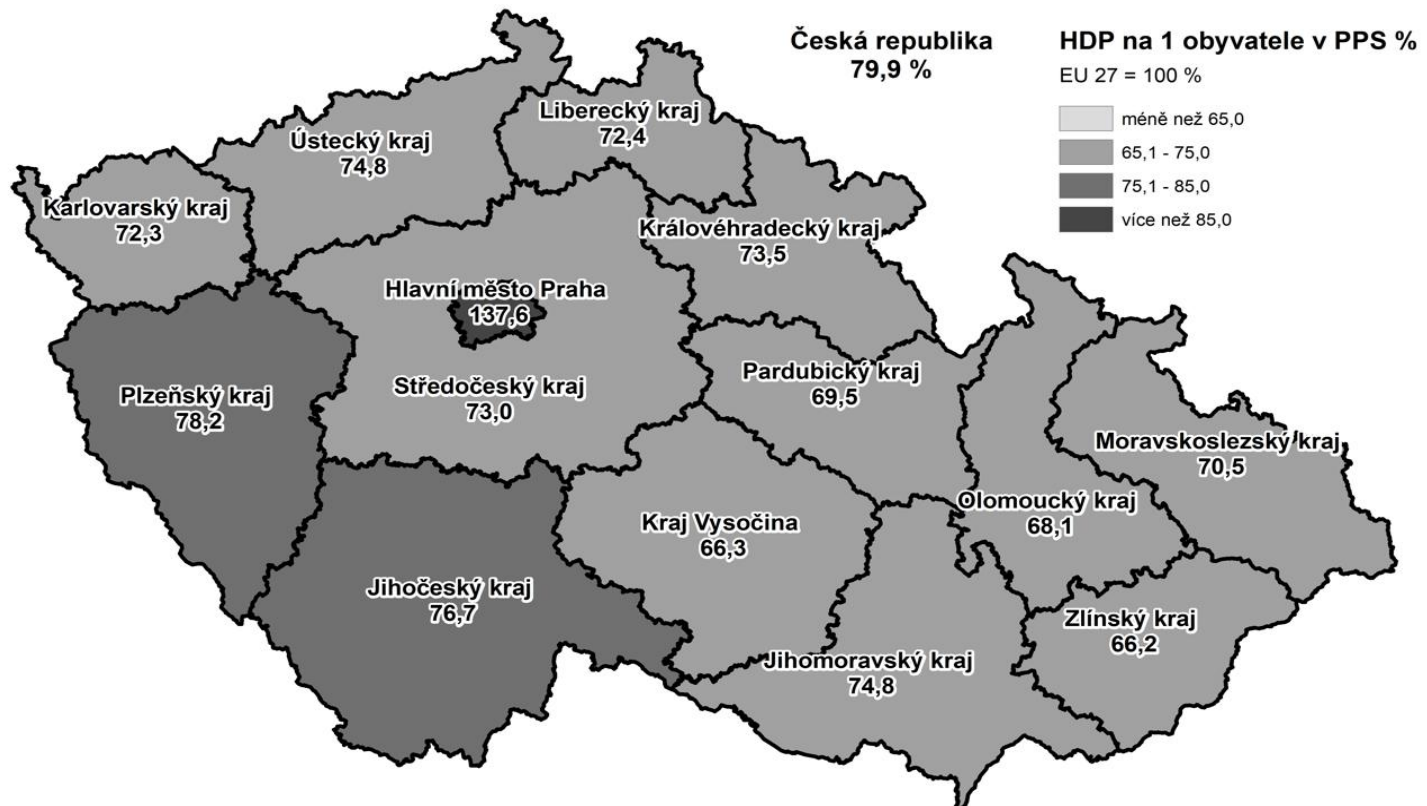 Česká republika
79,9 %
HDP na 1 obyvatele v PPS %
EU 27 = 100 %
méně než 65,0
65,1 - 75,0
75,1 - 85,0
více než 85,0
Liberecký kraj
72,4
Ústecký kraj
74,8
Karlovarský kraj
72,3
Královéhradecký kraj
73,5
Hlavní město Praha
137,6
Středočeský kraj
73,0
Pardubický kraj
69,5
Plzeňský kraj
78,2
Moravskoslezský kraj
70,5
Olomoucký kraj
68,1
Kraj Vysočina
66,3
Jihočeský kraj
76,7
Zlínský kraj
66,2
Jihomoravský kraj
74,8